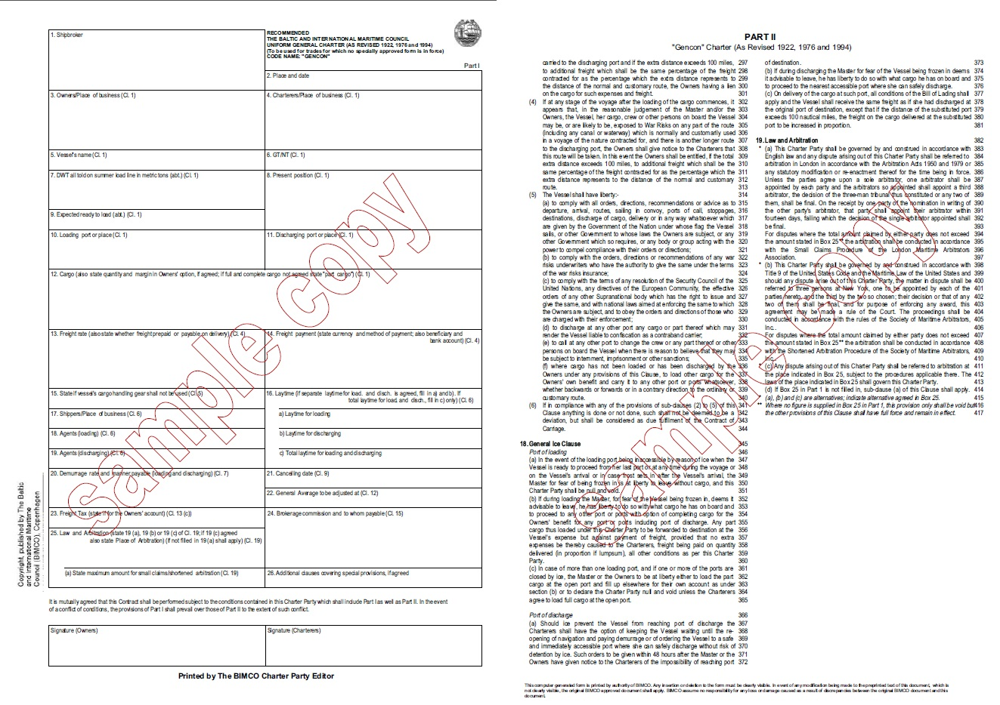 1. Shipbroker
RECOMMENDED
THE BALTIC AND INTERNATIONAL MARITIME COUNCIL
UNIFORM GENERAL CHARTER (AS REVISED 1922, 1976 and 1994)
(To be used for trades for which no specially approved form is in force)
CODE NAME: "GENCON"
Part I
2. Place and date
3. Owners/Place of business (Cl. 1)
4. Charterers/Place of business (Cl. 1)
5. Vessel's name (Cl. 1)
6. GT/NT (Cl. 1)
7. DWT all told on summer load line in metric tons (abt.) (Cl. 1)
8. Present position (Cl. 1)
9. Expected ready to load (abt.) (Cl. 1)
10. Loading port or place (Cl. 1)
11. Discharging port or place (Cl. 1)
12. Cargo (also state quantity and margin in Owners' option, if agreed; if full and complete cargo not agreed state "part cargo") (Cl. 1)
13. Freight rate (also state whether freight prepaid or payable on delivery) (Cl. 4)
14. Freight payment (state currency and method of payment; also beneficiary and
bank account) (Cl. 4)
15. State if vessel's cargo handling gear shall not be used (Cl. 5)
16. Laytime (if separate laytime for load. and disch. is agreed, fill in a) and b). If
total laytime for load. and disch., fill in c) only) (Cl. 6)
17. Shippers/Place of business (Cl. 6)
a) Laytime for loading
18. Agents (loading) (Cl. 6)
b) Laytime for discharging
19. Agents (discharging) (Cl. 6)
c) Total laytime for loading and discharging
20. Demurrage rate and manner payable (loading and discharging) (Cl. 7)
21. Cancelling date (Cl. 9)
22. General Average to be adjusted at (Cl. 12)
23. Freight Tax (state if for the Owners' account) (Cl. 13 (c))
24. Brokerage commission and to whom payable (Cl. 15)
25. Law and Arbitration (state 19 (a), 19 (b) or 19 (c) of Cl. 19; if 19 (c) agreed
also state Place of Arbitration) (if not filled in 19 (a) shall apply) (Cl. 19)
(a) State maximum amount for small claims/shortened arbitration (Cl. 19)
26. Additional clauses covering special provisions, if agreed
It is mutually agreed that this Contract shall be performed subject to the conditions contained in this Charter Party which shall include Part I as well as Part II. In the event
of a conflict of conditions, the provisions of Part I shall prevail over those of Part II to the extent of such conflict.
Signature (Owners)
Signature (Charterers)
Printed by The BIMCO Charter Party Editor
Copyright, published by The Baltic
and International Maritime
Council (BIMCO), Copenhagen
Sample copy
PART II
"Gencon" Charter (As Revised 1922, 1976 and 1994)
carried to the discharging port and if the extra distance exceeds 100 miles, 297
to additional freight which shall be the same percentage of the freight 298
contracted for as the percentage which the extra distance represents to 299
the distance of the normal and customary route, the Owners having a lien 300
on the cargo for such expenses and freight. 301
(4) If at any stage of the voyage after the loading of the cargo commences, it 302
appears that, in the reasonable judgement of the Master and/or the 303
Owners, the Vessel, her cargo, crew or other persons on board the Vessel 304
may be, or are likely to be, exposed to War Risks on any part of the route 305
(including any canal or waterway) which is normally and customarily used 306
in a voyage of the nature contracted for, and there is another longer route 307
to the discharging port, the Owners shall give notice to the Charterers that 308
this route will be taken. In this event the Owners shall be entitled, if the total 309
extra distance exceeds 100 miles, to additional freight which shall be the 310
same percentage of the freight contracted for as the percentage which the 311
extra distance represents to the distance of the normal and customary 312
route. 313
(5) The Vessel shall have liberty:- 314
(a) to comply with all orders, directions, recommendations or advice as to 315
departure, arrival, routes, sailing in convoy, ports of call, stoppages, 316
destinations, discharge of cargo, delivery or in any way whatsoever which 317
are given by the Government of the Nation under whose flag the Vessel 318
sails, or other Government to whose laws the Owners are subject, or any 319
other Government which so requires, or any body or group acting with the 320
power to compel compliance with their orders or directions; 321
(b) to comply with the orders, directions or recommendations of any war 322
risks underwriters who have the authority to give the same under the terms 323
of the war risks insurance; 324
(c) to comply with the terms of any resolution of the Security Council of the 325
United Nations, any directives of the European Community, the effective 326
orders of any other Supranational body which has the right to issue and 327
give the same, and with national laws aimed at enforcing the same to which 328
the Owners are subject, and to obey the orders and directions of those who 329
are charged with their enforcement; 330
(d) to discharge at any other port any cargo or part thereof which may 331
render the Vessel liable to confiscation as a contraband carrier; 332
(e) to call at any other port to change the crew or any part thereof or other 333
persons on board the Vessel when there is reason to believe that they may 334
be subject to internment, imprisonment or other sanctions; 335
(f) where cargo has not been loaded or has been discharged by the 336
Owners under any provisions of this Clause, to load other cargo for the 337
Owners' own benefit and carry it to any other port or ports whatsoever, 338
whether backwards or forwards or in a contrary direction to the ordinary or 339
customary route. 340
(6) If in compliance with any of the provisions of sub-clauses (2) to (5) of this 341
Clause anything is done or not done, such shall not be deemed to be a 342
deviation, but shall be considered as due fulfilment of the Contract of 343
Carriage. 344
18. General Ice Clause 345
Port of loading 346
(a) In the event of the loading port being inaccessible by reason of ice when the 347
Vessel is ready to proceed from her last port or at any time during the voyage or 348
on the Vessel's arrival or in case frost sets in after the Vessel's arrival, the 349
Master for fear of being frozen in is at liberty to leave without cargo, and this 350
Charter Party shall be null and void. 351
(b) If during loading the Master, for fear of the Vessel being frozen in, deems it 352
advisable to leave, he has liberty to do so with what cargo he has on board and 353
to proceed to any other port or ports with option of completing cargo for the 354
Owners' benefit for any port or ports including port of discharge. Any part 355
cargo thus loaded under this Charter Party to be forwarded to destination at the 356
Vessel's expense but against payment of freight, provided that no extra 357
expenses be thereby caused to the Charterers, freight being paid on quantity 358
delivered (in proportion if lumpsum), all other conditions as per this Charter 359
Party. 360
(c) In case of more than one loading port, and if one or more of the ports are 361
closed by ice, the Master or the Owners to be at liberty either to load the part 362
cargo at the open port and fill up elsewhere for their own account as under 363
section (b) or to declare the Charter Party null and void unless the Charterers 364
agree to load full cargo at the open port. 365
Port of discharge 366
(a) Should ice prevent the Vessel from reaching port of discharge the 367
Charterers shall have the option of keeping the Vessel waiting until the re- 368
opening of navigation and paying demurrage or of ordering the Vessel to a safe 369
and immediately accessible port where she can safely discharge without risk of 370
detention by ice. Such orders to be given within 48 hours after the Master or the 371
Owners have given notice to the Charterers of the impossibility of reaching port 372
of destination. 373
(b) If during discharging the Master for fear of the Vessel being frozen in deems 374
it advisable to leave, he has liberty to do so with what cargo he has on board and 375
to proceed to the nearest accessible port where she can safely discharge. 376
(c) On delivery of the cargo at such port, all conditions of the Bill of Lading shall 377
apply and the Vessel shall receive the same freight as if she had discharged at 378
the original port of destination, except that if the distance of the substituted port 379
exceeds 100 nautical miles, the freight on the cargo delivered at the substituted 380
port to be increased in proportion. 381
19. Law and Arbitration 382
* (a) This Charter Party shall be governed by and construed in accordance with 383
English law and any dispute arising out of this Charter Party shall be referred to 384
arbitration in London in accordance with the Arbitration Acts 1950 and 1979 or 385
any statutory modification or re-enactment thereof for the time being in force. 386
Unless the parties agree upon a sole arbitrator, one arbitrator shall be 387
appointed by each party and the arbitrators so appointed shall appoint a third 388
arbitrator, the decision of the three-man tribunal thus constituted or any two of 389
them, shall be final. On the receipt by one party of the nomination in writing of 390
the other party's arbitrator, that party shall appoint their arbitrator within 391
fourteen days, failing which the decision of the single arbitrator appointed shall 392
be final. 393
For disputes where the total amount claimed by either party does not exceed 394
the amount stated in Box 25** the arbitration shall be conducted in accordance 395
with the Small Claims Procedure of the London Maritime Arbitrators 396
Association. 397
* (b) This Charter Party shall be governed by and construed in accordance with 398
Title 9 of the United States Code and the Maritime Law of the United States and 399
should any dispute arise out of this Charter Party, the matter in dispute shall be 400
referred to three persons at New York, one to be appointed by each of the 401
parties hereto, and the third by the two so chosen; their decision or that of any 402
two of them shall be final, and for purpose of enforcing any award, this 403
agreement may be made a rule of the Court. The proceedings shall be 404
conducted in accordance with the rules of the Society of Maritime Arbitrators, 405
Inc.. 406
For disputes where the total amount claimed by either party does not exceed 407
the amount stated in Box 25** the arbitration shall be conducted in accordance 408
with the Shortened Arbitration Procedure of the Society of Maritime Arbitrators, 409
Inc.. 410
* (c) Any dispute arising out of this Charter Party shall be referred to arbitration at 411
the place indicated in Box 25, subject to the procedures applicable there. The 412
laws of the place indicated in Box 25 shall govern this Charter Party. 413
(d) If Box 25 in Part 1 is not filled in, sub-clause (a) of this Clause shall apply. 414
* (a), (b) and (c) are alternatives; indicate alternative agreed in Box 25. 415
** Where no figure is supplied in Box 25 in Part 1, this provision only shall be void but 416
the other provisions of this Clause shall have full force and remain in effect. 417
Sample copy
This computer generated form is printed by authority of BIMCO. Any insertion or deletion to the form must be clearly visible. In event of any modification being made to the preprinted text of this document, which is
not clearly visible, the original BIMCO approved document shall apply. BIMCO assume no responsibility for any loss or damage caused as a result of discrepancies between the original BIMCO document and this
document.